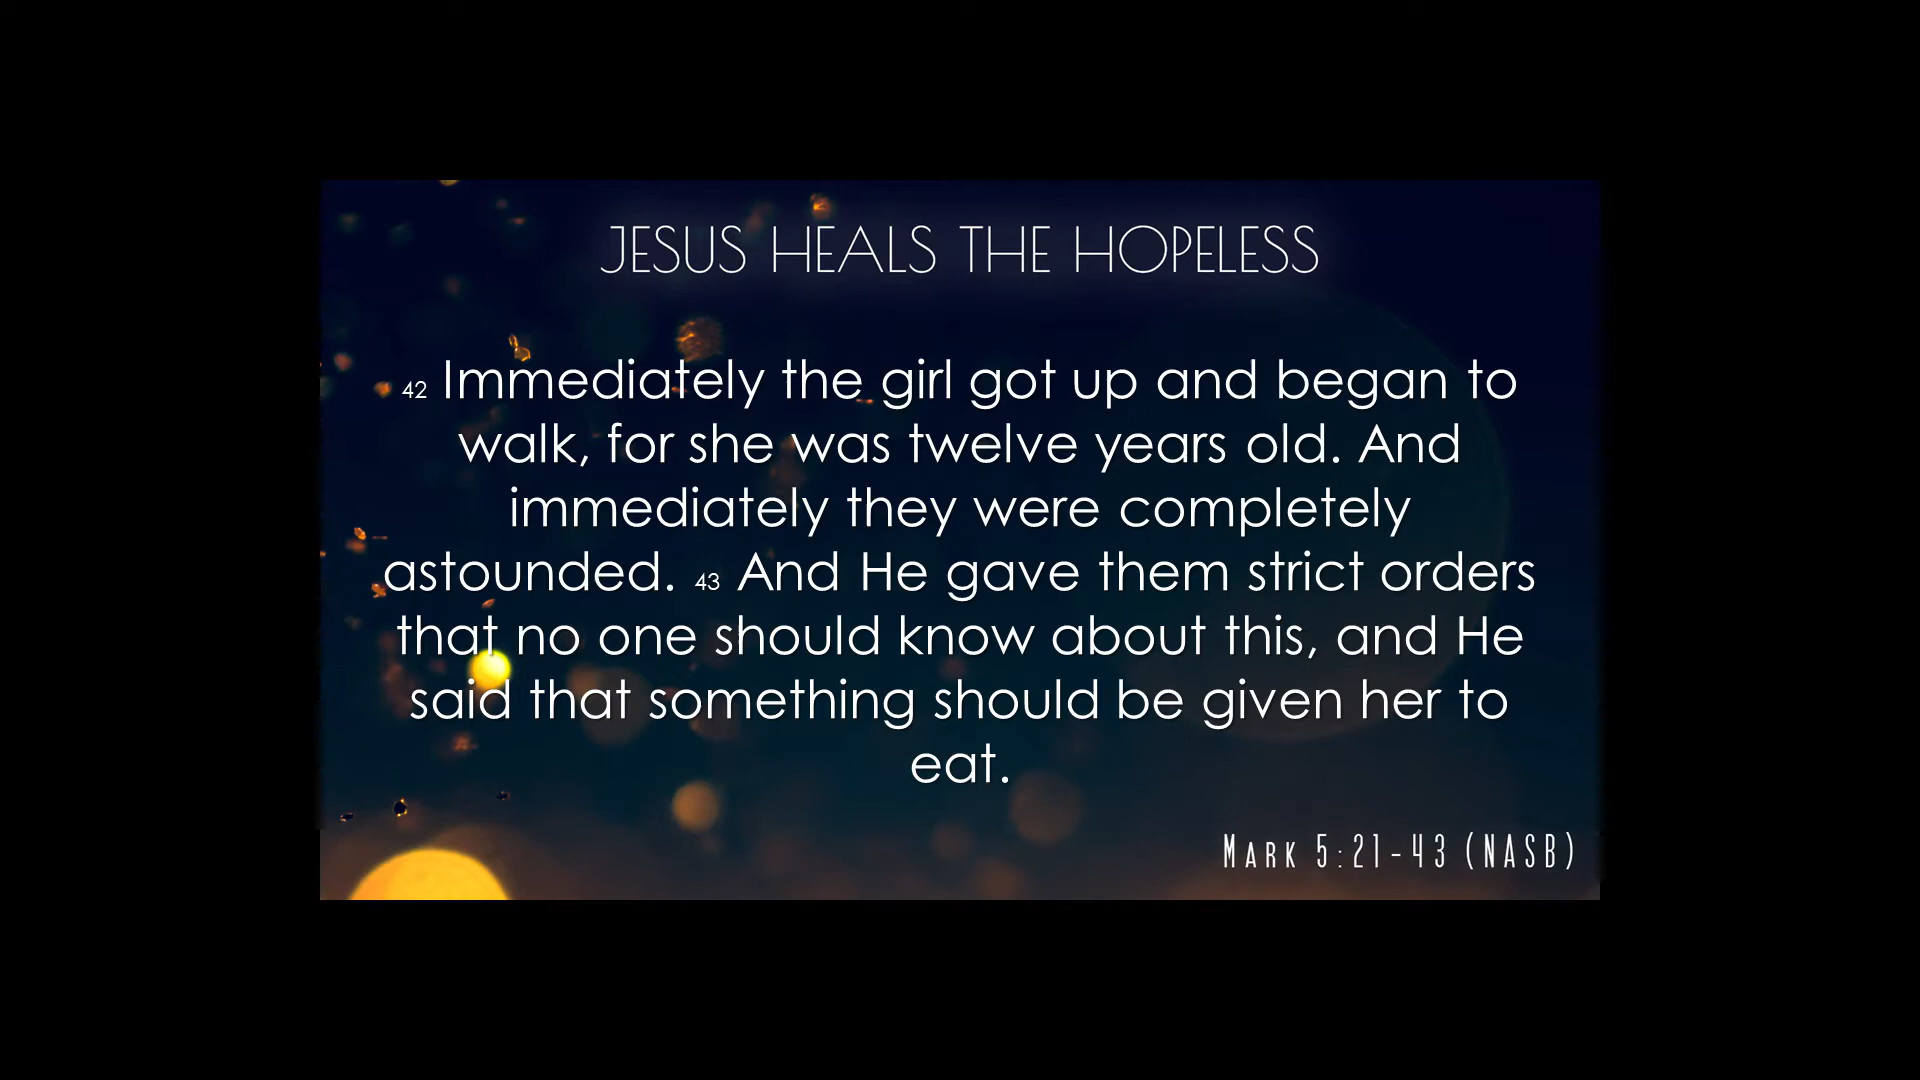 JESUS HEALS THE HOPELESS
42 Immediately the girl got up and began to
walk, for she was twelve years old. And
immediately they were completely
astounded. 43 And He gave them strict orders
that no one should know about this, and He
said that something should be given her to
eat.
Mark 5:21-43 (NASB)